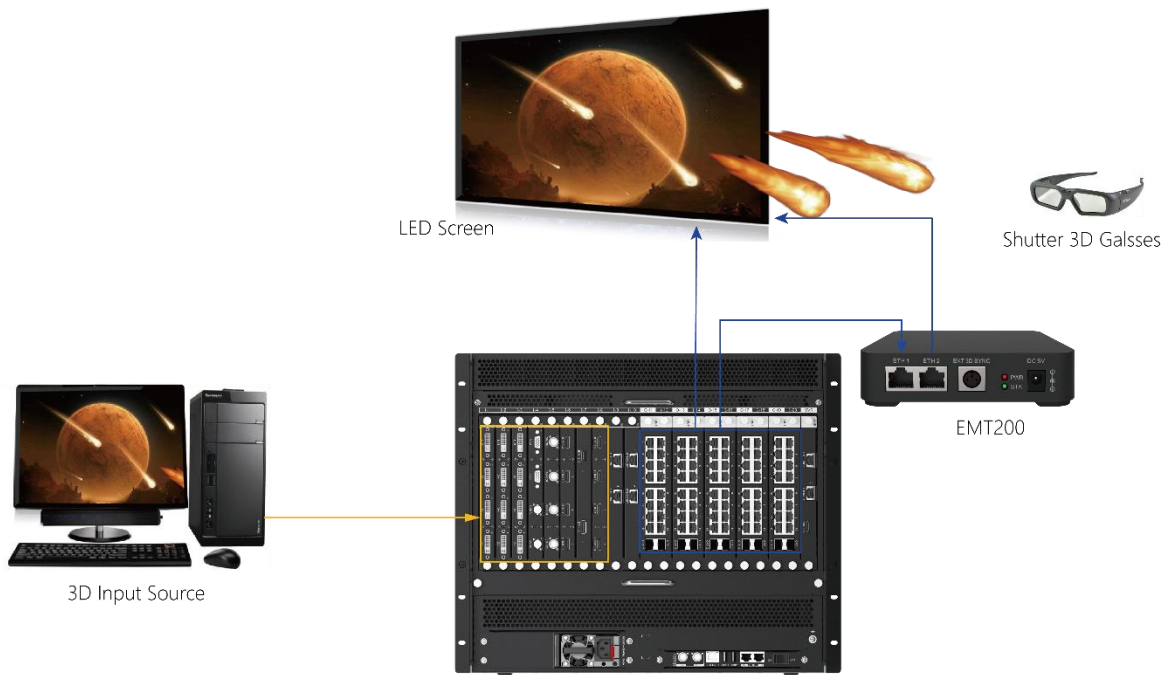 LED Screen
Shutter 3D Galsses
ETH 1 ETH 2 EXT 3D SYNC DC 5V
PWR
STA
EMT200
3D Input Source